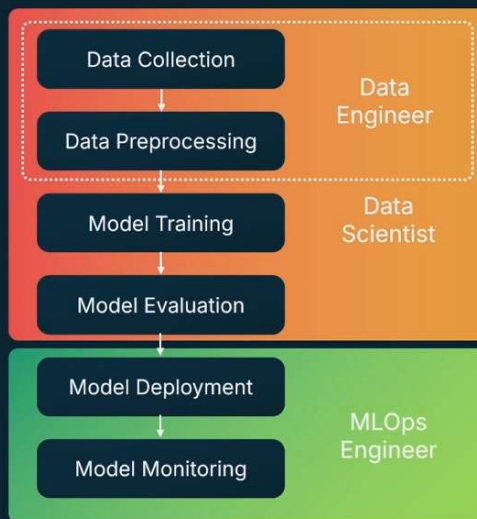 Data Collection
Data
Engineer
Data Preprocessing
Model Training
Data
Scientist
Model Evaluation
Model Deployment
MLOps
Engineer
Model Monitoring